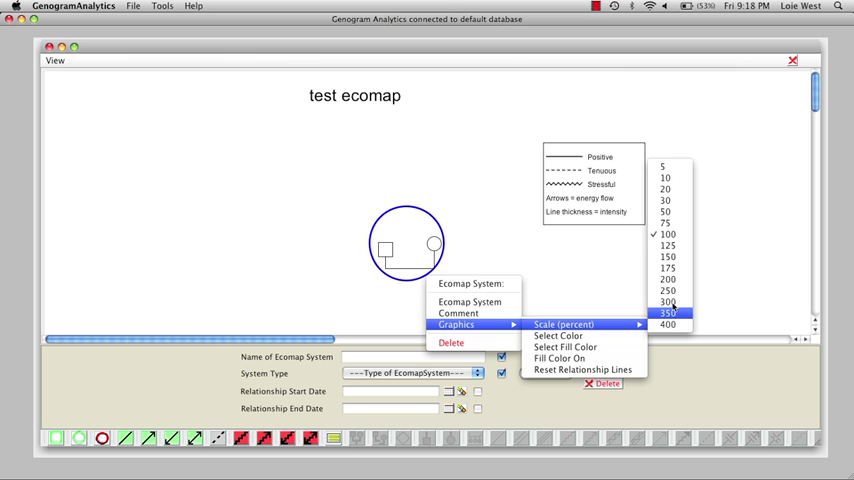 GenogramAnalytics File Tools Help (53%) Fri 9:18 PM Loie West
Genogram Analytics connected to default database
View
test ecomap
Positive
Tenuous
Stressful
Arrows = energy flow
Line thickness = intensity
5
10
20
30
50
75
✓ 100
125
150
175
200
250
300
350
400
Ecomap System:
Ecomap System
Comment
Graphics
Delete
Scale (percent)
Select Color
Select Fill Color
Fill Color On
Reset Relationship Lines
Name of Ecomap System
System Type ---Type of EcomapSystem---
Delete
Relationship Start Date
Relationship End Date